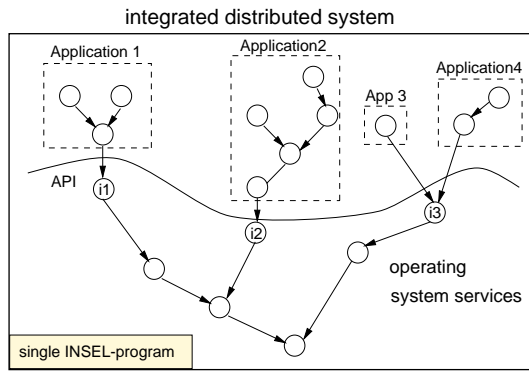 integrated distributed system
Application 1
Application2
App 3
Application4
API
i1
i2
i3
operating
system services
single INSEL-program